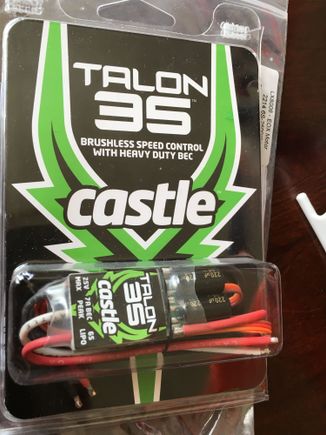 TALON™
35
BRUSHLESS SPEED CONTROL
WITH HEAVY DUTY BEC
castle
TALON
35
castle
25V 7A BEC 6S
MAX PEAK LIPO